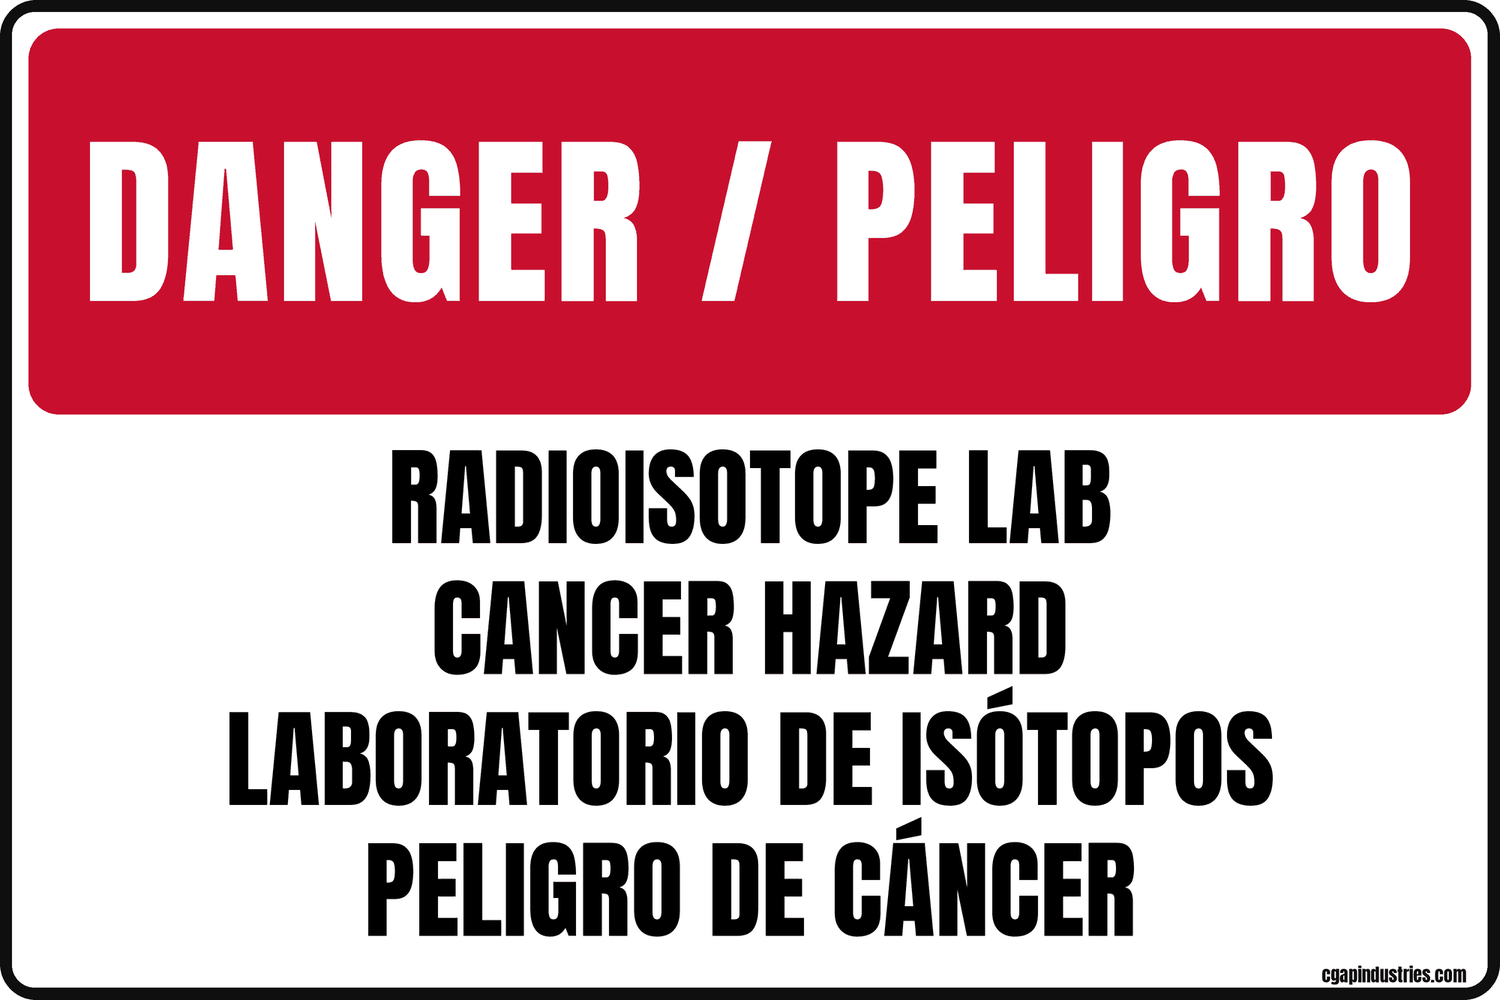 DANGER / PELIGRO
RADIOISOTOPE LAB
CANCER HAZARD
LABORATORIO DE ISÓTOPOS
PELIGRO DE CÁNCER
cgapindustries.com